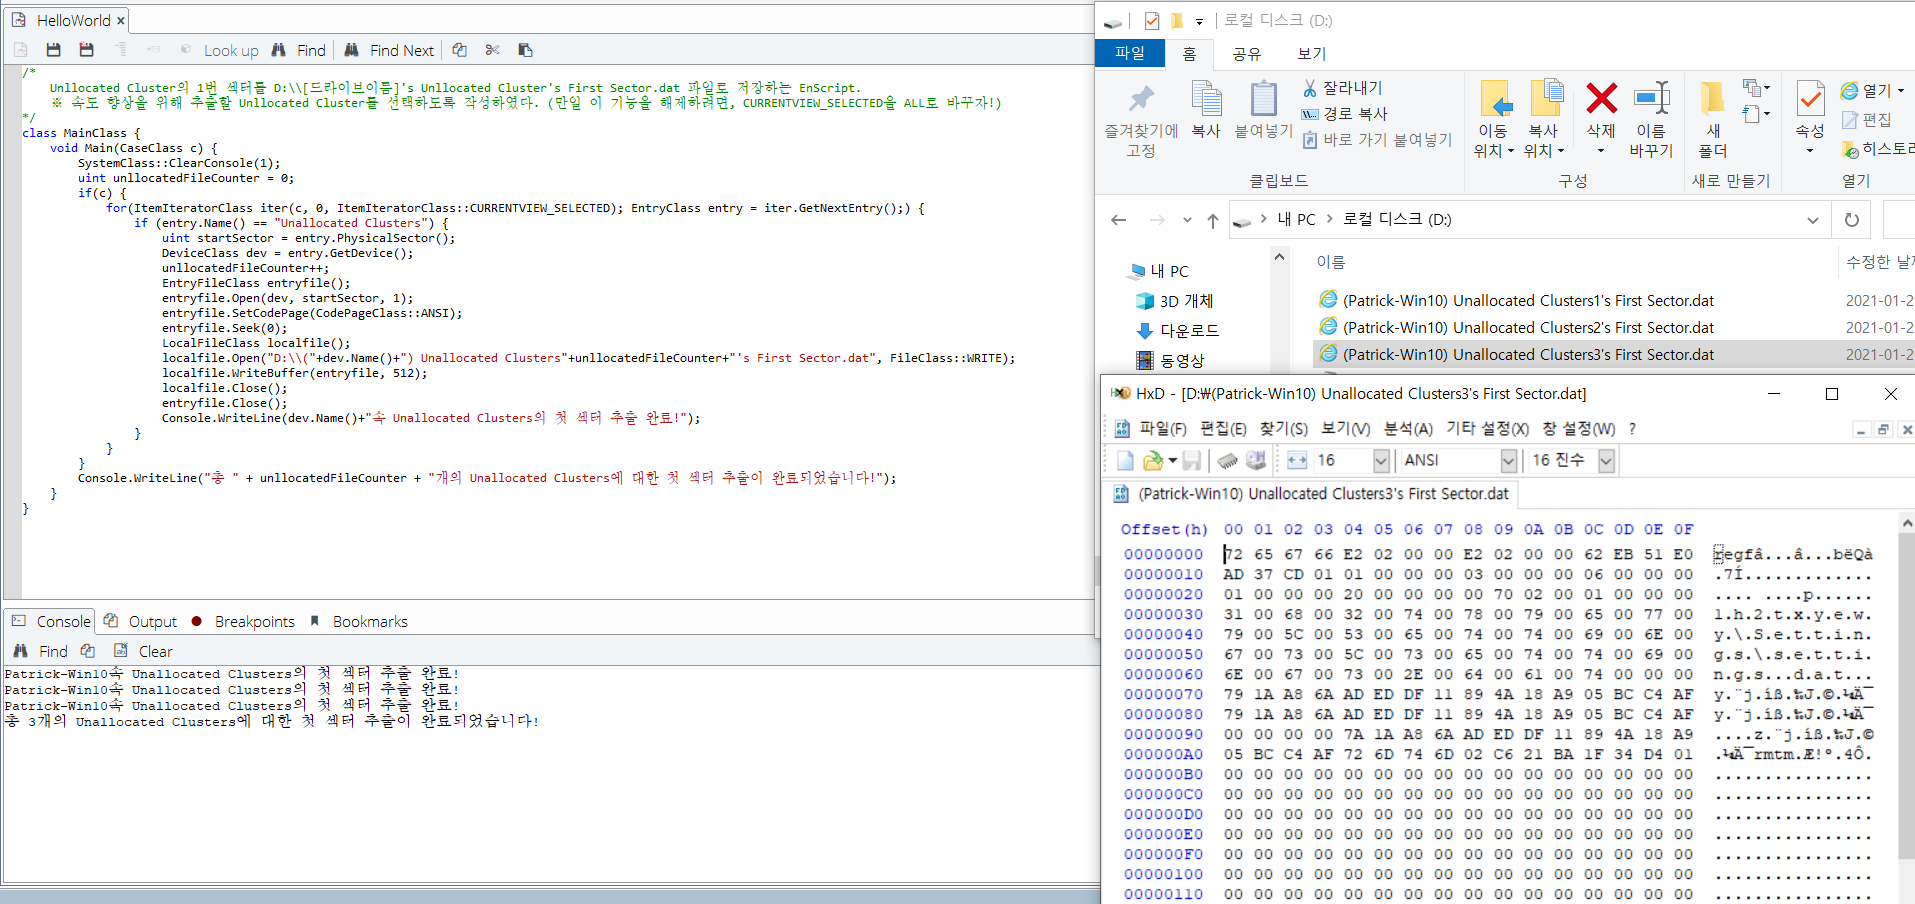 HelloWorld ×
Look up Find Find Next
/*
Unllocated Cluster의 1번 섹터를 D:\\[드라이브이름]'s Unllocated Cluster's First Sector.dat 파일로 저장하는 EnScript.
※ 속도 향상을 위해 추출할 Unllocated Cluster를 선택하도록 작성하였다. (만일 이 기능을 해제하려면, CURRENTVIEW_SELECTED을 ALL로 바꾸자!)
*/
class MainClass {
void Main(CaseClass c) {
SystemClass::ClearConsole(1);
uint unllocatedFileCounter = 0;
if(c) {
for(ItemIteratorClass iter(c, 0, ItemIteratorClass::CURRENTVIEW_SELECTED); EntryClass entry = iter.GetNextEntry();) {
if (entry.Name() == "Unallocated Clusters") {
uint startSector = entry.PhysicalSector();
DeviceClass dev = entry.GetDevice();
unllocatedFileCounter++;
EntryFileClass entryfile();
entryfile.Open(dev, startSector, 1);
entryfile.SetCodePage(CodePageClass::ANSI);
entryfile.Seek(0);
LocalFileClass localfile();
localfile.Open("D:\\("+dev.Name()+") Unallocated Clusters"+unllocatedFileCounter+"'s First Sector.dat", FileClass::WRITE);
localfile.WriteBuffer(entryfile, 512);
localfile.Close();
entryfile.Close();
Console.WriteLine(dev.Name()+"속 Unallocated Clusters의 첫 섹터 추출 완료!");
}
}
}
Console.WriteLine("총 " + unllocatedFileCounter + "개의 Unallocated Clusters에 대한 첫 섹터 추출이 완료되었습니다!");
}
}
Console Output Breakpoints Bookmarks
Find Clear
Patrick-Win10속 Unallocated Clusters의 첫 섹터 추출 완료!
Patrick-Win10속 Unallocated Clusters의 첫 섹터 추출 완료!
Patrick-Win10속 Unallocated Clusters의 첫 섹터 추출 완료!
총 3개의 Unallocated Clusters에 대한 첫 섹터 추출이 완료되었습니다!
로컬 디스크 (D:)
파일 홈 공유 보기
즐겨찾기에 고정
복사
붙여넣기
잘라내기
경로 복사
바로 가기 붙여넣기
이동 위치
복사 위치
삭제
이름 바꾸기
새 폴더
속성
열기
편집
히스토리
클립보드 구성 새로 만들기 열기
내 PC > 로컬 디스크 (D:)
내 PC
3D 개체
다운로드
동영상
이름 수정한 날짜
(Patrick-Win10) Unallocated Clusters1's First Sector.dat 2021-01-2
(Patrick-Win10) Unallocated Clusters2's First Sector.dat 2021-01-2
(Patrick-Win10) Unallocated Clusters3's First Sector.dat 2021-01-2
HxD - [D:₩(Patrick-Win10) Unallocated Clusters3's First Sector.dat]
파일(F) 편집(E) 찾기(S) 보기(V) 분석(A) 기타 설정(X) 창 설정(W) ?
16 ANSI 16 진수
(Patrick-Win10) Unallocated Clusters3's First Sector.dat
Offset(h) 00 01 02 03 04 05 06 07 08 09 0A 0B 0C 0D 0E 0F
00000000 72 65 67 66 E2 02 00 00 E2 02 00 00 62 EB 51 E0 regfâ...â...bëQà
00000010 AD 37 CD 01 01 00 00 00 03 00 00 00 06 00 00 00 .7Í.............
00000020 01 00 00 00 20 00 00 00 00 70 02 00 01 00 00 00 .... ....p......
00000030 31 00 68 00 32 00 74 00 78 00 79 00 65 00 77 00 1.h.2.t.x.y.e.w.
00000040 79 00 5C 00 53 00 65 00 74 00 74 00 69 00 6E 00 y.\.S.e.t.t.i.n.
00000050 67 00 73 00 5C 00 73 00 65 00 74 00 74 00 69 00 g.s.\.s.e.t.t.i.
00000060 6E 00 67 00 73 00 2E 00 64 00 61 00 74 00 00 00 n.g.s...d.a.t...
00000070 79 1A A8 6A AD ED DF 11 89 4A 18 A9 05 BC C4 AF y.¨j.íß.‰J.©.¼Ä¯
00000080 79 1A A8 6A AD ED DF 11 89 4A 18 A9 05 BC C4 AF y.¨j.íß.‰J.©.¼Ä¯
00000090 00 00 00 00 7A 1A A8 6A AD ED DF 11 89 4A 18 A9 ....z.¨j.íß.‰J.©
000000A0 05 BC C4 AF 72 6D 74 6D 02 C6 21 BA 1F 34 D4 01 .¼Ä¯rmtm.Æ!º.4Ô.
000000B0 00 00 00 00 00 00 00 00 00 00 00 00 00 00 00 00 ................
000000C0 00 00 00 00 00 00 00 00 00 00 00 00 00 00 00 00 ................
000000D0 00 00 00 00 00 00 00 00 00 00 00 00 00 00 00 00 ................
000000E0 00 00 00 00 00 00 00 00 00 00 00 00 00 00 00 00 ................
000000F0 00 00 00 00 00 00 00 00 00 00 00 00 00 00 00 00 ................
00000100 00 00 00 00 00 00 00 00 00 00 00 00 00 00 00 00 ................
00000110 00 00 00 00 00 00 00 00 00 00 00 00 00 00 00 00 ................